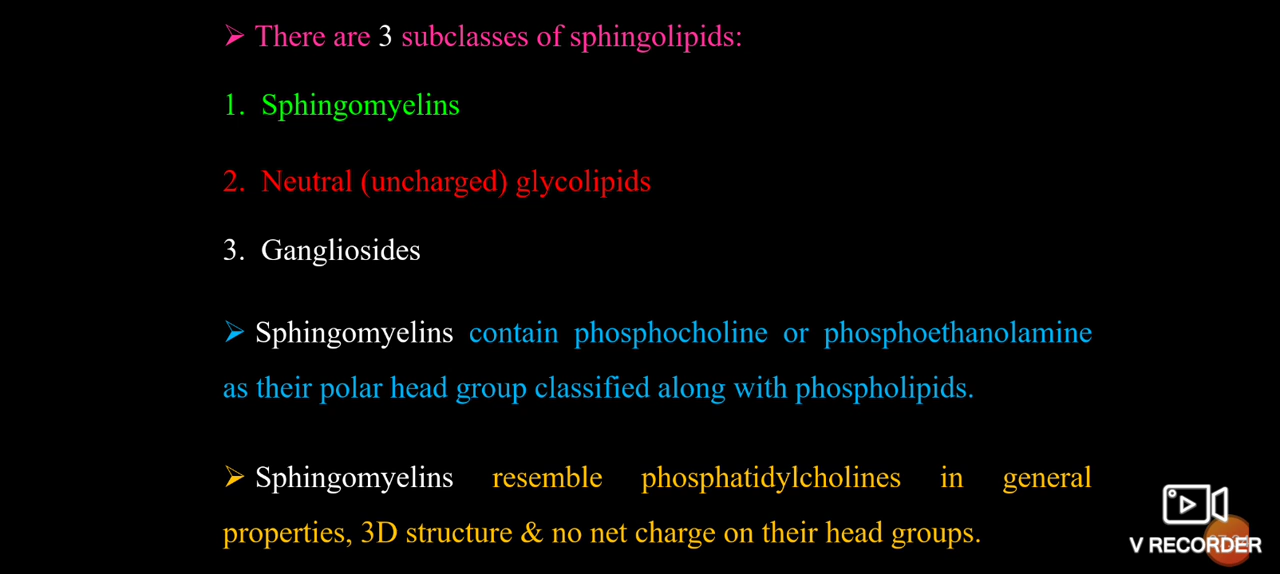 ➢ There are 3 subclasses of sphingolipids:
1. Sphingomyelins
2. Neutral (uncharged) glycolipids
3. Gangliosides
➢ Sphingomyelins contain phosphocholine or phosphoethanolamine
as their polar head group classified along with phospholipids.
➢ Sphingomyelins resemble phosphatidylcholines in general
properties, 3D structure & no net charge on their head groups.
V RECORDER